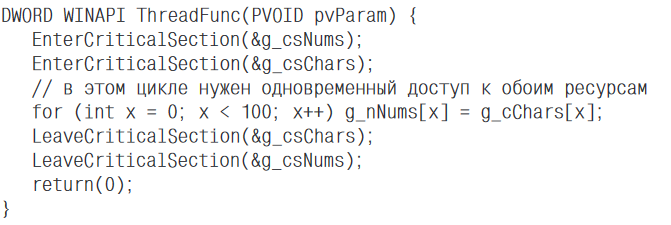 DWORD WINAPI ThreadFunc(PVOID pvParam) {
EnterCriticalSection(&g_csNums);
EnterCriticalSection(&g_csChars);
// в этом цикле нужен одновременный доступ к обоим ресурсам
for (int x = 0; x < 100; x++) g_nNums[x] = g_cChars[x];
LeaveCriticalSection(&g_csChars);
LeaveCriticalSection(&g_csNums);
return(0);
}